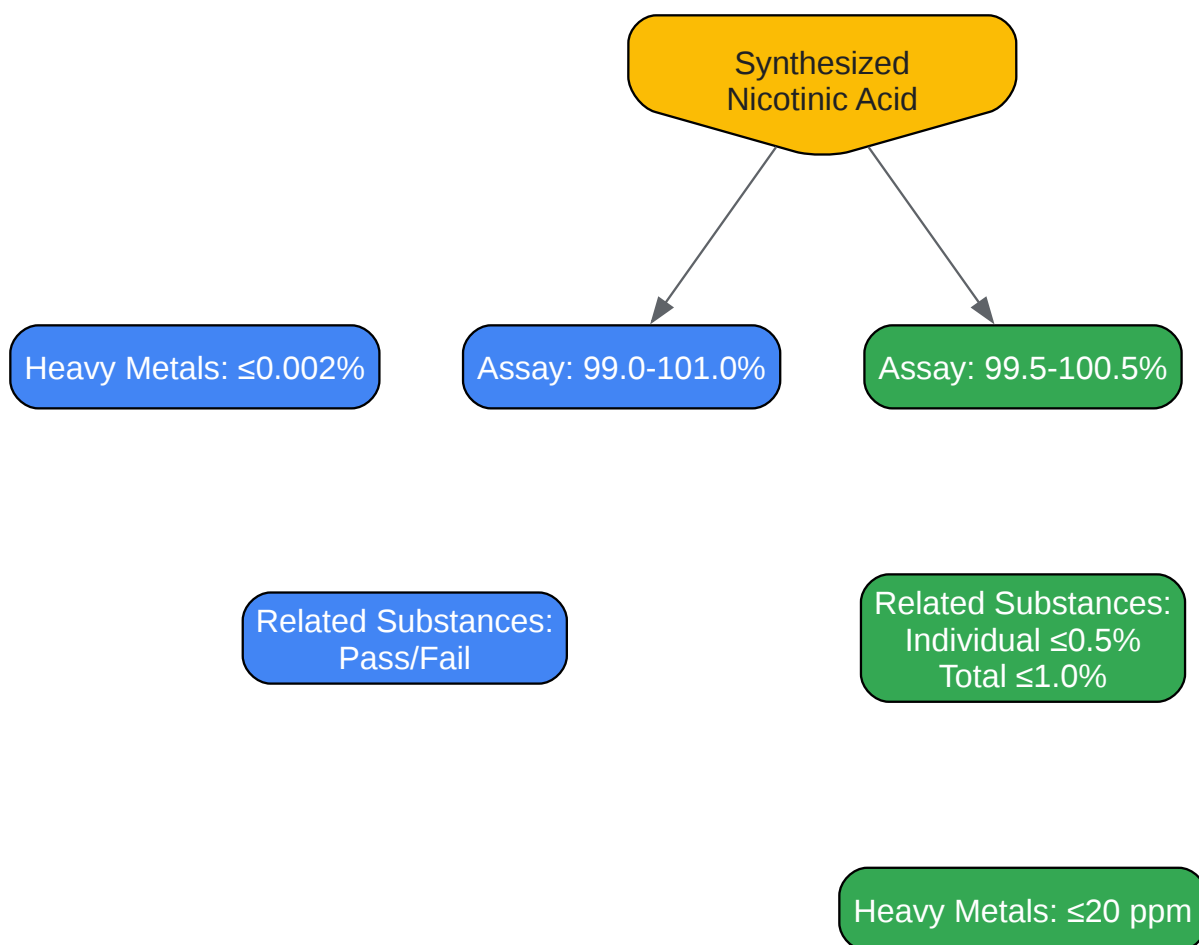 Synthesized
Nicotinic Acid
Heavy Metals: ≤0.002%
Assay: 99.0-101.0%
Assay: 99.5-100.5%
Related Substances:
Pass/Fail
Related Substances:
Individual ≤0.5%
Total ≤1.0%
Heavy Metals: ≤20 ppm